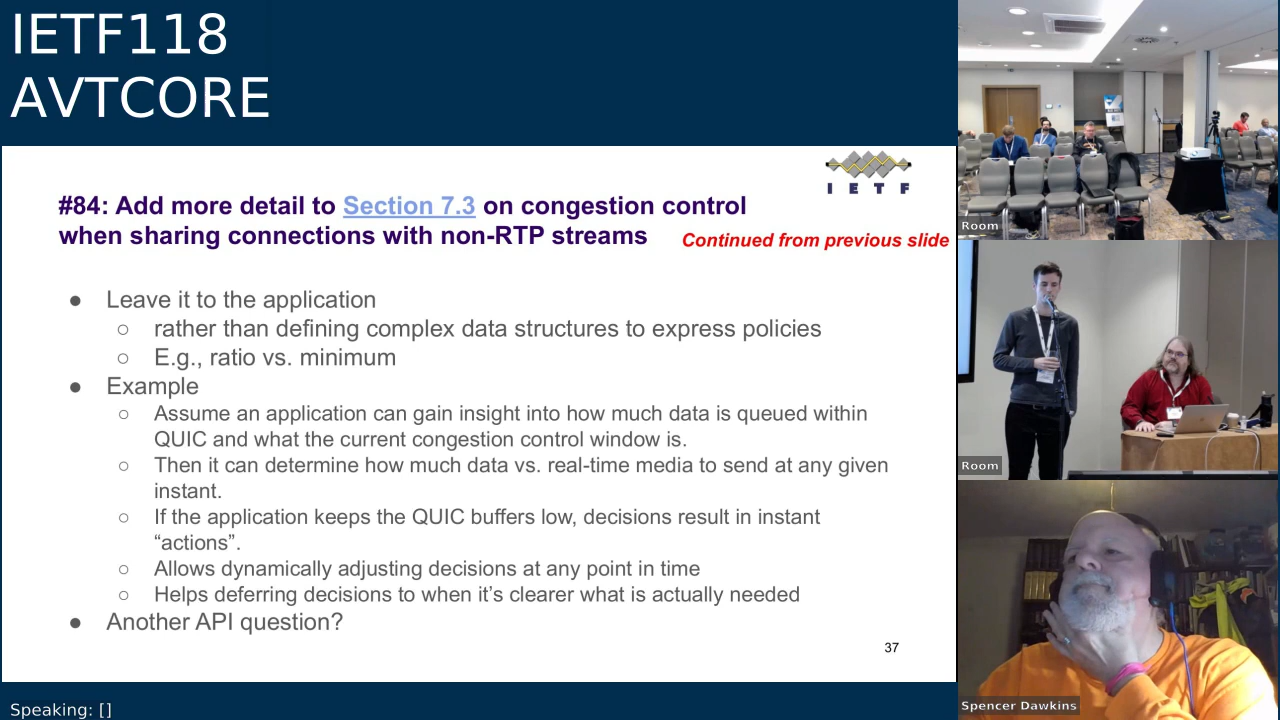 IETF118
AVTCORE
I E T F
#84: Add more detail to Section 7.3 on congestion control
when sharing connections with non-RTP streams
Continued from previous slide
● Leave it to the application
○ rather than defining complex data structures to express policies
○ E.g., ratio vs. minimum
● Example
○ Assume an application can gain insight into how much data is queued within
QUIC and what the current congestion control window is.
○ Then it can determine how much data vs. real-time media to send at any given
instant.
○ If the application keeps the QUIC buffers low, decisions result in instant
“actions”.
○ Allows dynamically adjusting decisions at any point in time
○ Helps deferring decisions to when it’s clearer what is actually needed
● Another API question?
37
Speaking: []
Room
Room
Spencer Dawkins